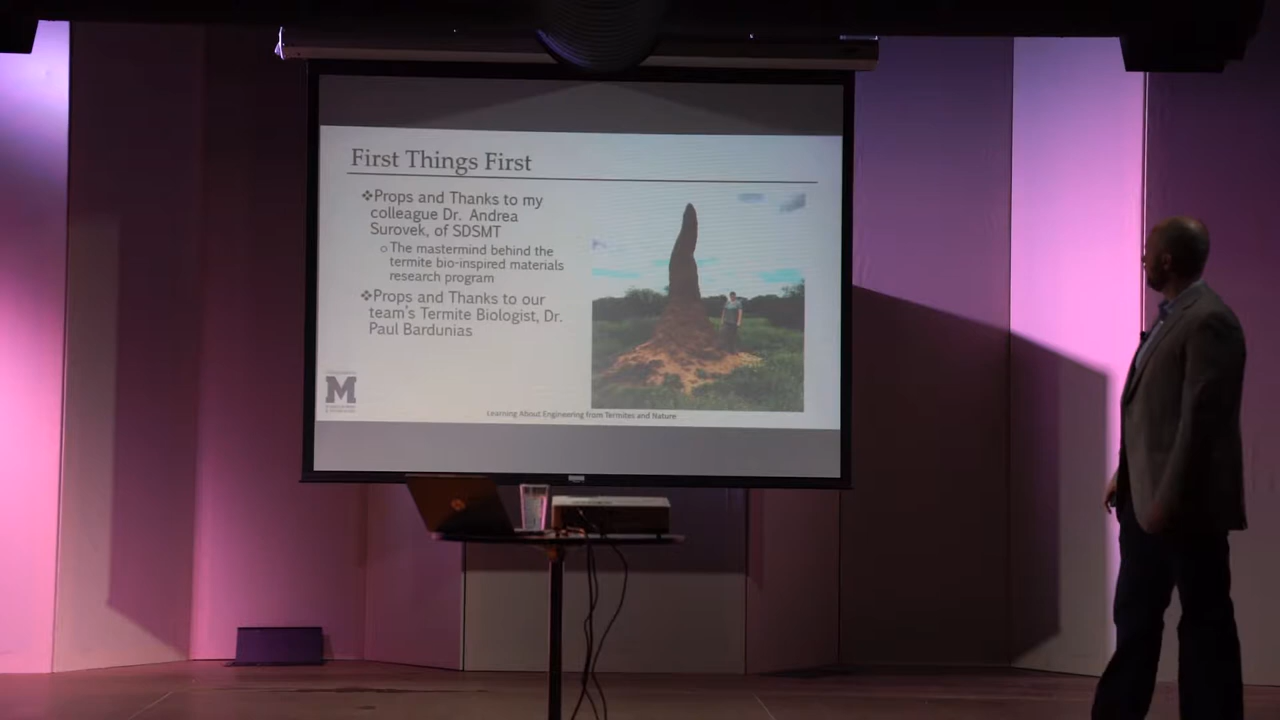 First Things First
❖Props and Thanks to my
colleague Dr. Andrea
Surovek, of SDSMT
○The mastermind behind the
termite bio-inspired materials
research program
❖Props and Thanks to our
team's Termite Biologist, Dr.
Paul Bardunias
M
Learning About Engineering from Termites and Nature